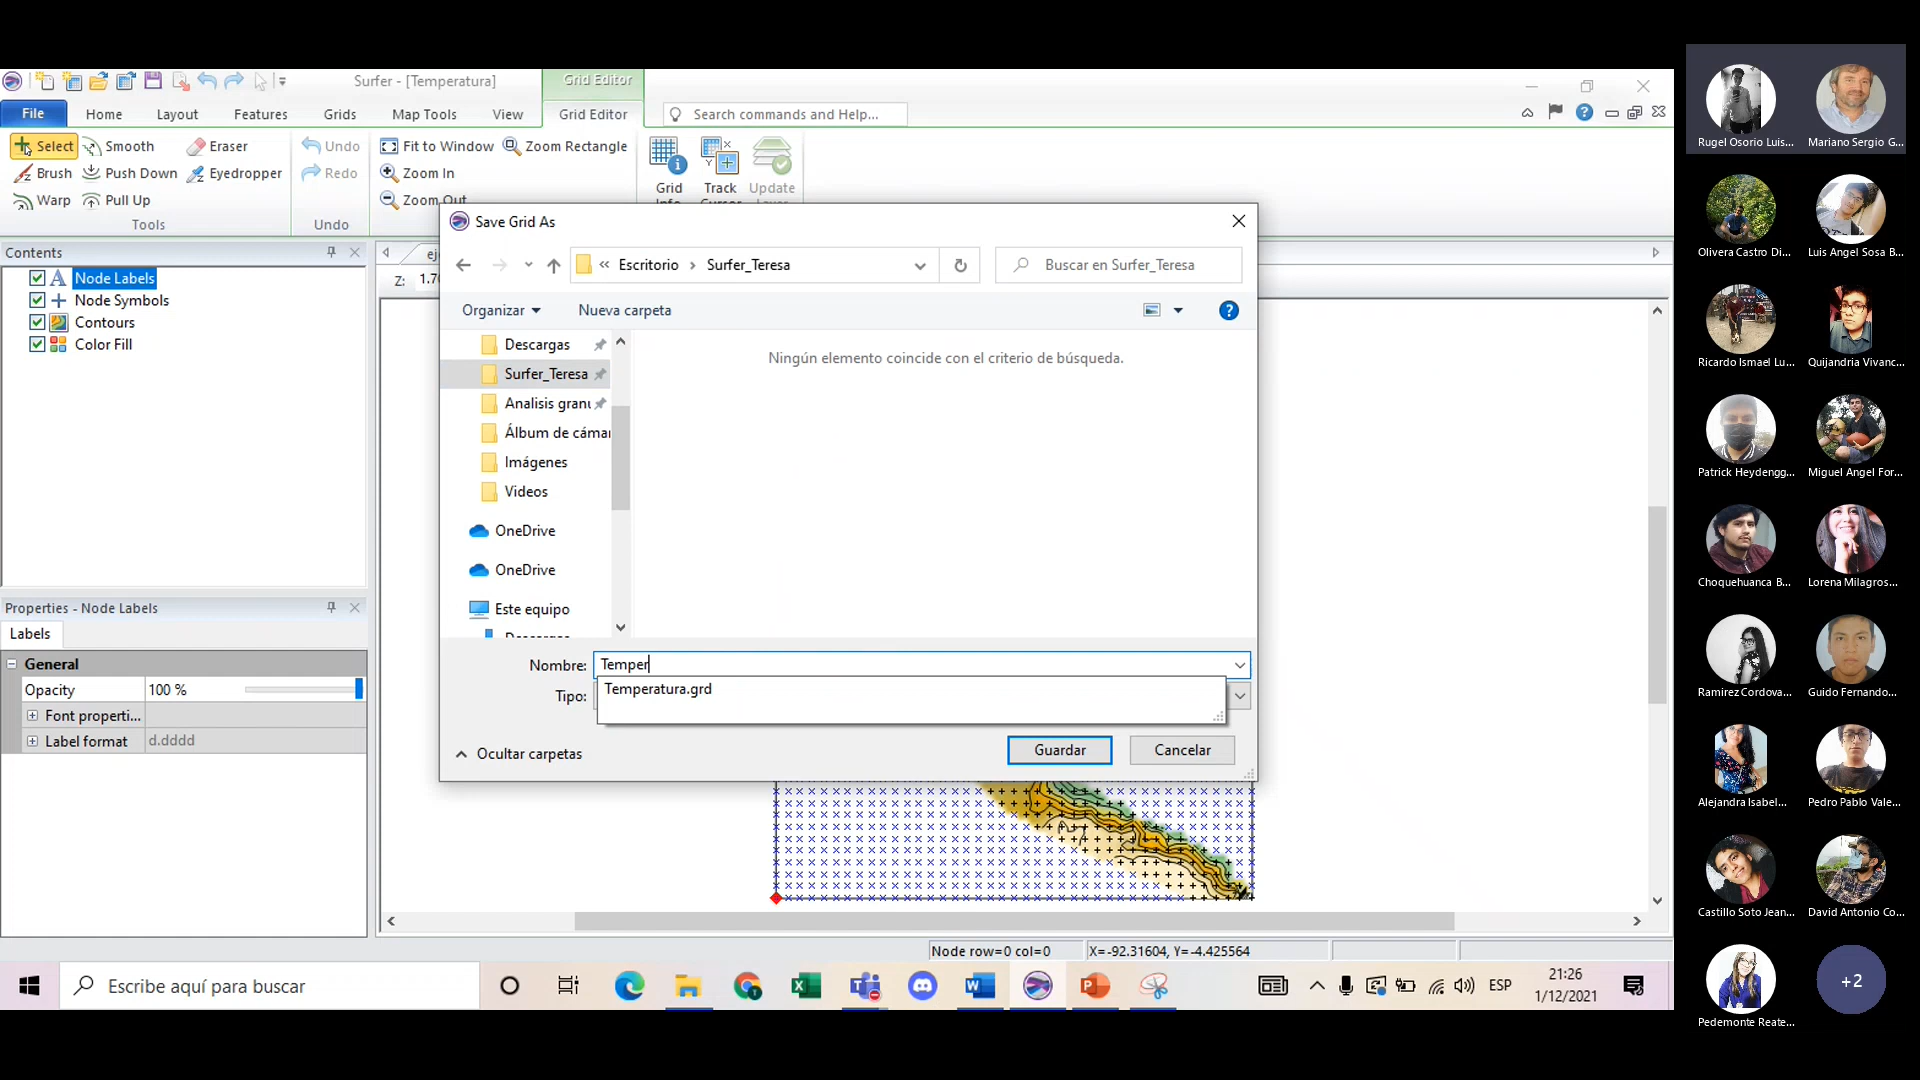 Surfer - [Temperatura]
Grid Editor
File
Home
Layout
Features
Grids
Map Tools
View
Grid Editor
Search commands and Help...
Select
Smooth
Eraser
Brush
Push Down
Eyedropper
Warp
Pull Up
Tools
Undo
Redo
Undo
Fit to Window
Zoom Rectangle
Zoom In
Zoom Out
Grid
Track
Update
Contents
Node Labels
Node Symbols
Contours
Color Fill
Z:
Save Grid As
« Escritorio › Surfer_Teresa
Buscar en Surfer_Teresa
Organizar
Nueva carpeta
Descargas
Surfer_Teresa
Ningún elemento coincide con el criterio de búsqueda.
Imágenes
Videos
OneDrive
OneDrive
Este equipo
Nombre: Temper
Temperatura.grd
Tipo:
Ocultar carpetas
Guardar
Cancelar
Properties - Node Labels
Labels
General
Opacity 100 %
Font properti...
Label format d.dddd
Node row=0 col=0
X=-92.31604, Y=-4.425564
Escribe aquí para buscar
ESP
21:26
1/12/2021
Rugel Osorio Luis...
Mariano Sergio G...
Olivera Castro Di...
Luis Angel Sosa B...
Ricardo Ismael Lu...
Quijandria Vivanc...
Patrick Heydengg...
Miguel Angel For...
Choquehuanca B...
Lorena Milagros...
Ramirez Cordova...
Guido Fernando...
Alejandra Isabel...
Pedro Pablo Vale...
Castillo Soto Jean...
David Antonio Co...
Pedemonte Reate...
+2